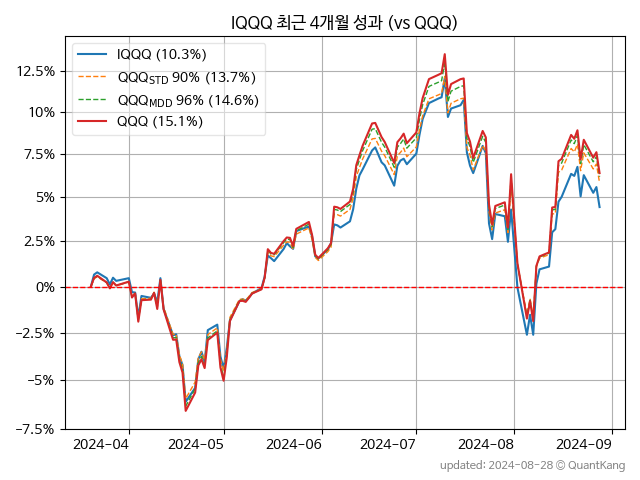 IQQQ 최근 4개월 성과 (vs QQQ)
IQQQ (10.3%)
QQQSTD 90% (13.7%)
QQQMDD 96% (14.6%)
QQQ (15.1%)
12.5%
10%
7.5%
5%
2.5%
0%
−2.5%
−5%
−7.5%
2024-04 2024-05 2024-06 2024-07 2024-08 2024-09
updated: 2024-08-28 © QuantKang